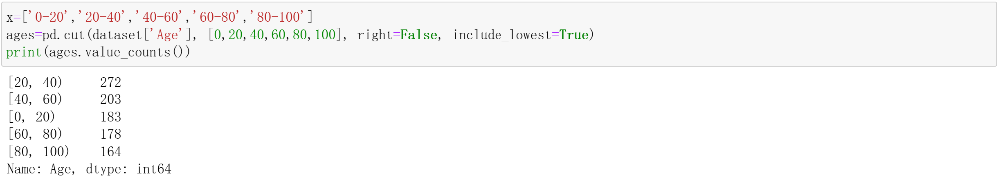 x=['0-20','20-40','40-60','60-80','80-100']
ages=pd.cut(dataset['Age'], [0,20,40,60,80,100], right=False, include_lowest=True)
print(ages.value_counts())
[20, 40)     272
[40, 60)     203
[0, 20)      183
[60, 80)     178
[80, 100)    164
Name: Age, dtype: int64